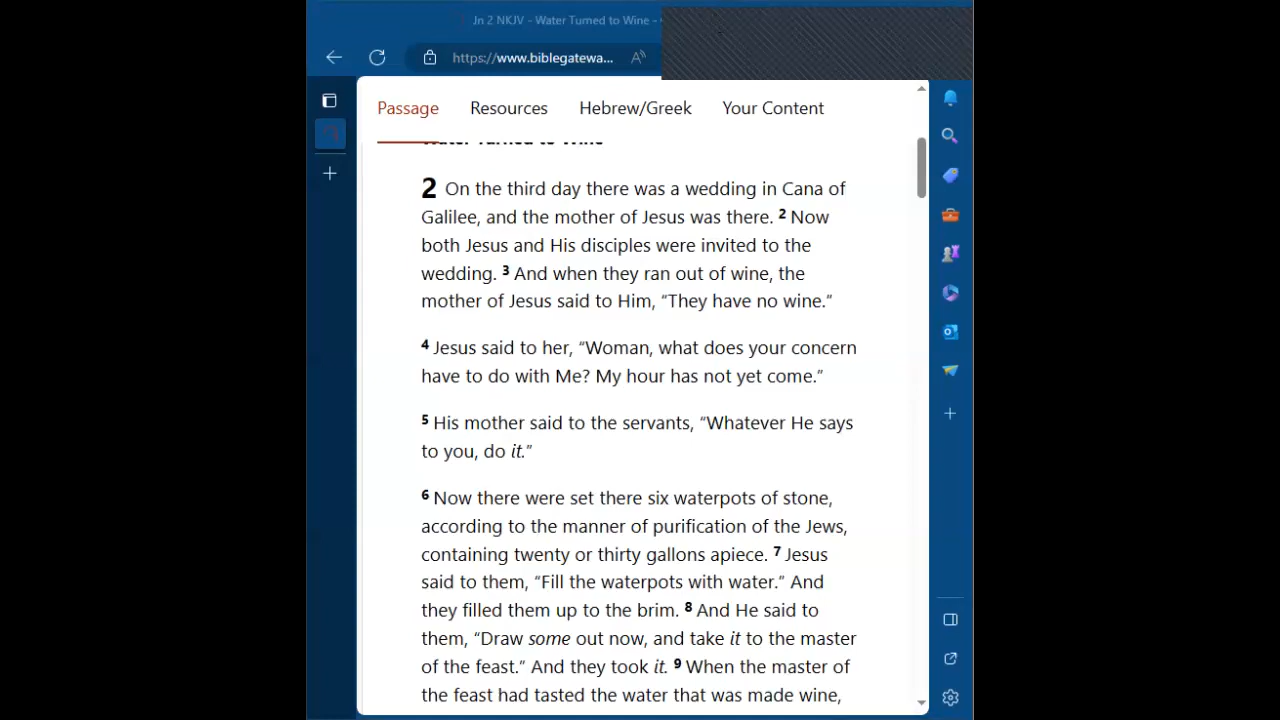 Jn 2 NKJV - Water Turned to Wine -
https://www.biblegatewa...
Passage Resources Hebrew/Greek Your Content
Water Turned to Wine
2 On the third day there was a wedding in Cana of
Galilee, and the mother of Jesus was there. 2 Now
both Jesus and His disciples were invited to the
wedding. 3 And when they ran out of wine, the
mother of Jesus said to Him, “They have no wine.”
4 Jesus said to her, “Woman, what does your concern
have to do with Me? My hour has not yet come.”
5 His mother said to the servants, “Whatever He says
to you, do it.”
6 Now there were set there six waterpots of stone,
according to the manner of purification of the Jews,
containing twenty or thirty gallons apiece. 7 Jesus
said to them, “Fill the waterpots with water.” And
they filled them up to the brim. 8 And He said to
them, “Draw some out now, and take it to the master
of the feast.” And they took it. 9 When the master of
the feast had tasted the water that was made wine,